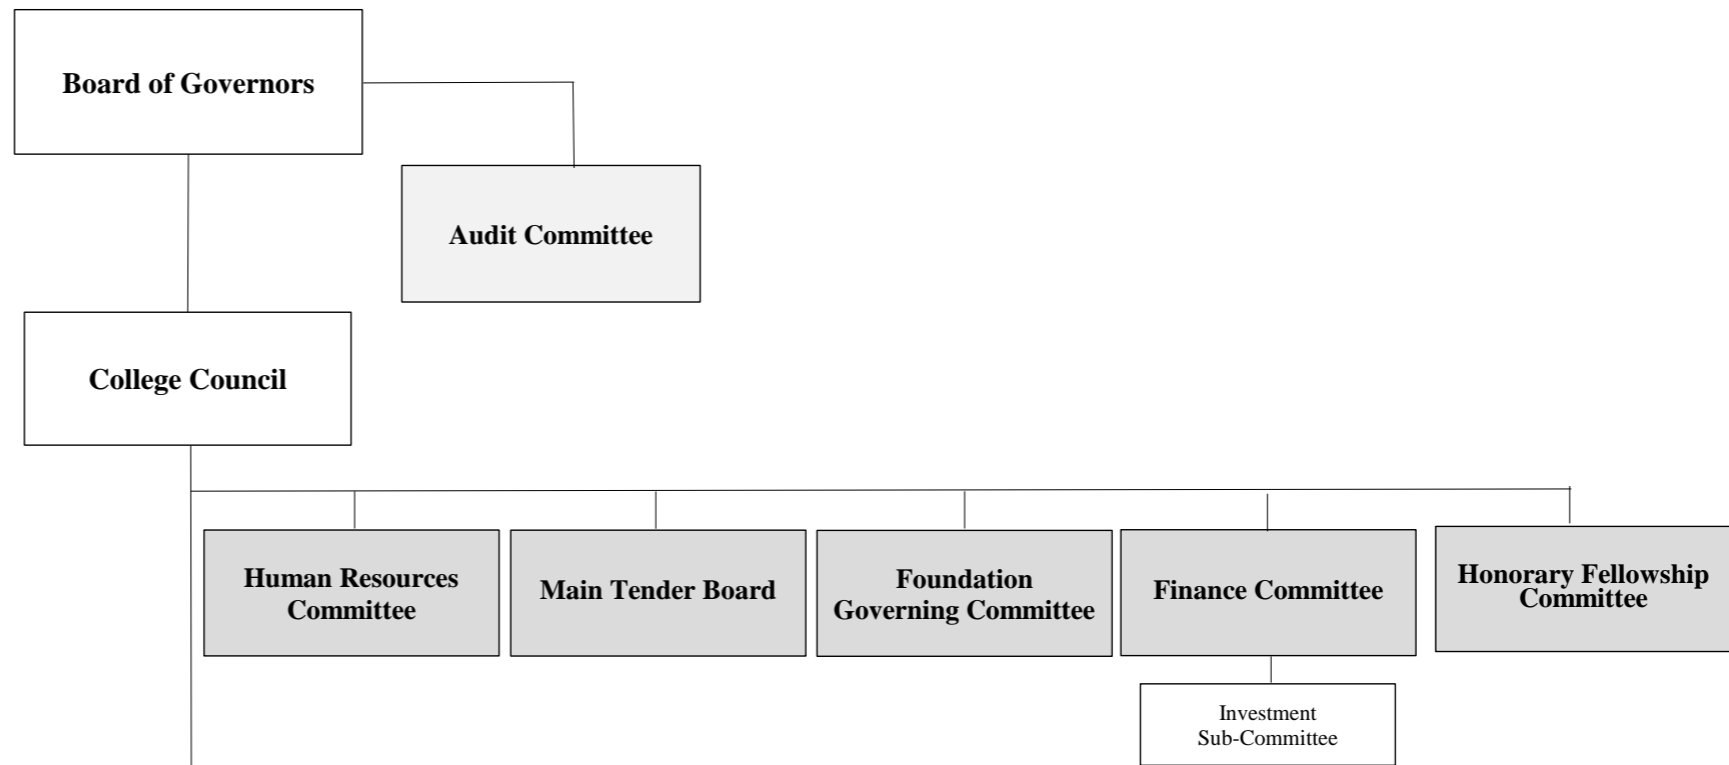 Board of Governors
Audit Committee
College Council
Human Resources
Committee
Main Tender Board
Foundation
Governing Committee
Finance Committee
Honorary Fellowship
Committee
Investment
Sub-Committee